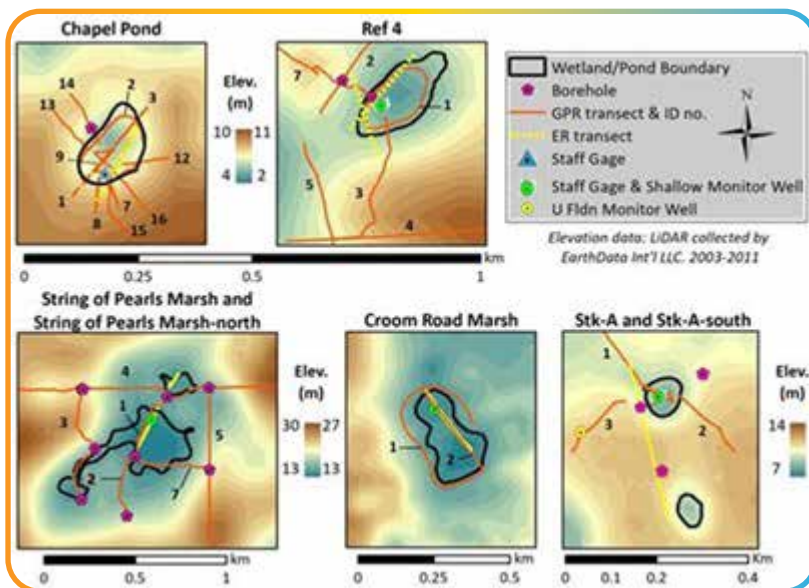 Chapel Pond
Ref 4
14
2
3
13
9
12
1
8
7
15
16
Elev.
(m)
10 11
4 2
7
2
1
5
3
4
Wetland/Pond Boundary
Borehole
GPR transect & ID no.
ER transect
Staff Gage
Staff Gage & Shallow Monitor Well
U Fldn Monitor Well
N
Elevation data: LiDAR collected by
EarthData Int'l LLC. 2003-2011
0 0.25 0.5 1
km
String of Pearls Marsh and
String of Pearls Marsh-north
Croom Road Marsh
Stk-A and Stk-A-south
4
1
3
5
2
7
Elev.
(m)
30 27
13 13
1
2
1
3
2
Elev.
(m)
14
7
0 0.5 1
km
0 0.25 0.5
km
0 0.2 0.4
Km